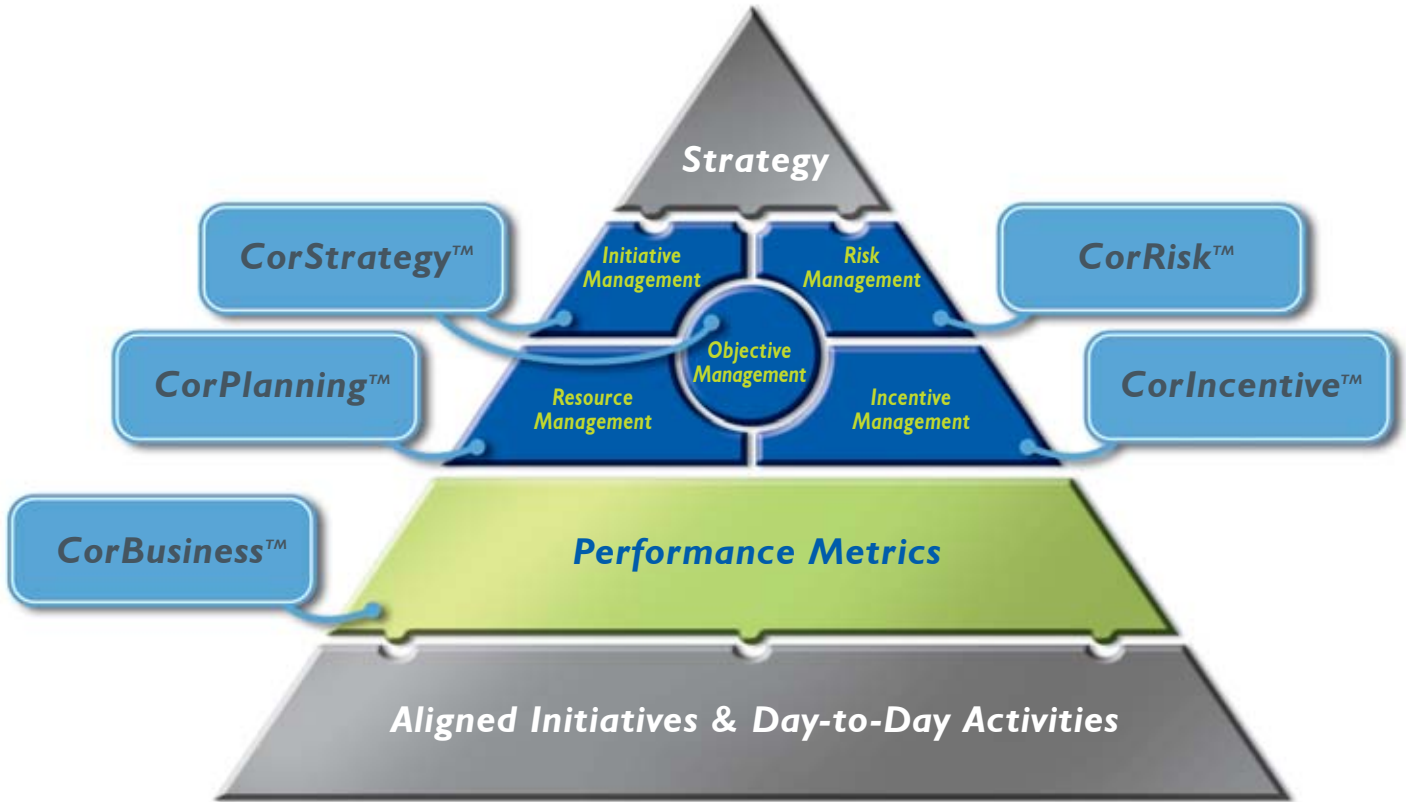 Strategy
CorStrategy™
Initiative
Management
Risk
Management
CorRisk™
Objective
Management
CorPlanning™
Resource
Management
Incentive
Management
CorIncentive™
CorBusiness™
Performance Metrics
Aligned Initiatives & Day-to-Day Activities